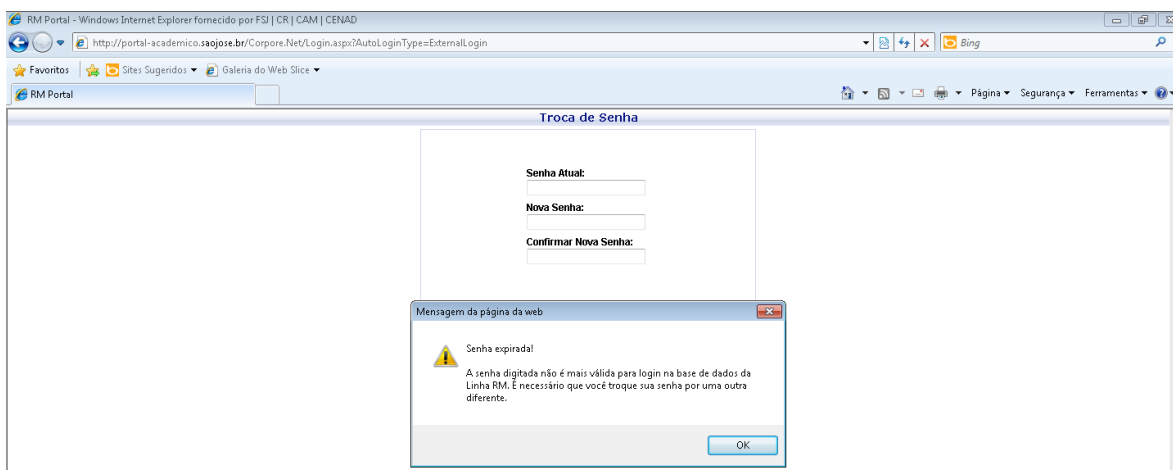 RM Portal - Windows Internet Explorer fornecido por FSJ | CR | CAM | CENAD
http://portal-academico.saojose.br/Corpore.Net/Login.aspx?AutoLoginType=ExternalLogin
Bing
Favoritos
Sites Sugeridos
Galeria do Web Slice
RM Portal
Página
Segurança
Ferramentas
Troca de Senha
Senha Atual:
Nova Senha:
Confirmar Nova Senha:
Mensagem da página da web
Senha expirada!
A senha digitada não é mais válida para login na base de dados da
Linha RM. É necessário que você troque sua senha por uma outra
diferente.
OK